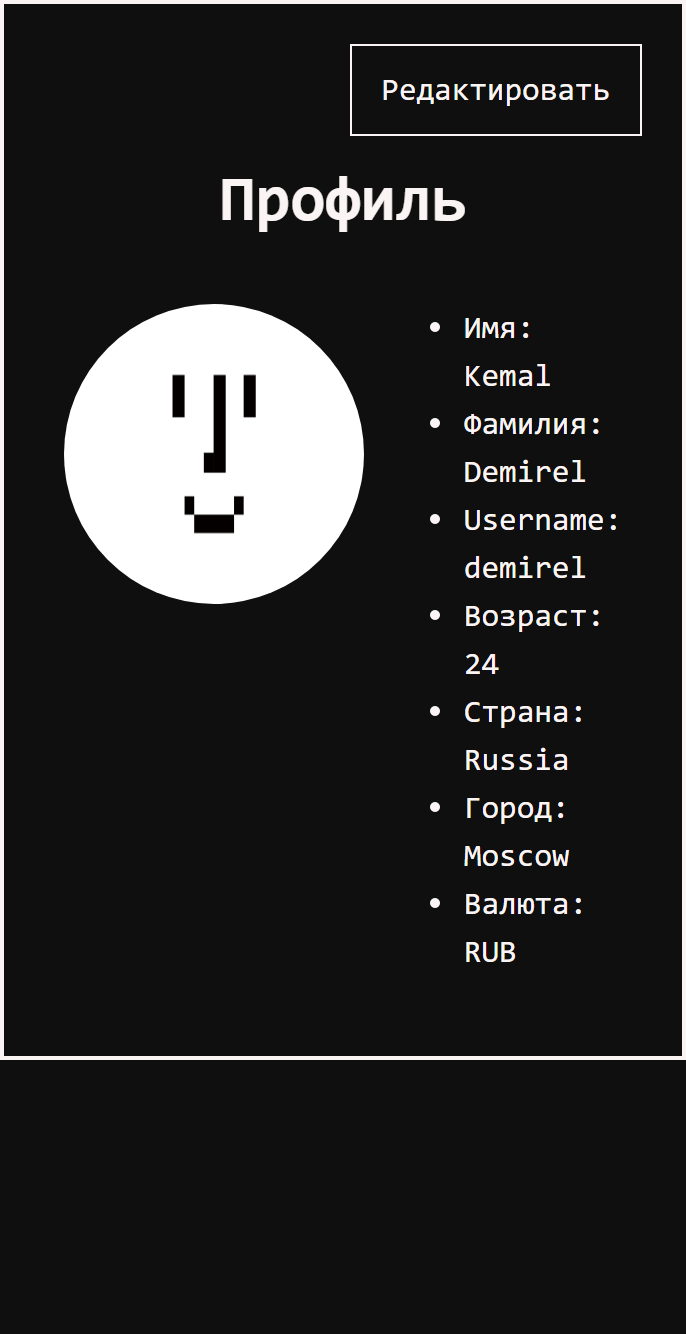 Редактировать
Профиль
Имя:
Kemal
Фамилия:
Demirel
Username:
demirel
Возраст:
24
Страна:
Russia
Город:
Moscow
Валюта:
RUB